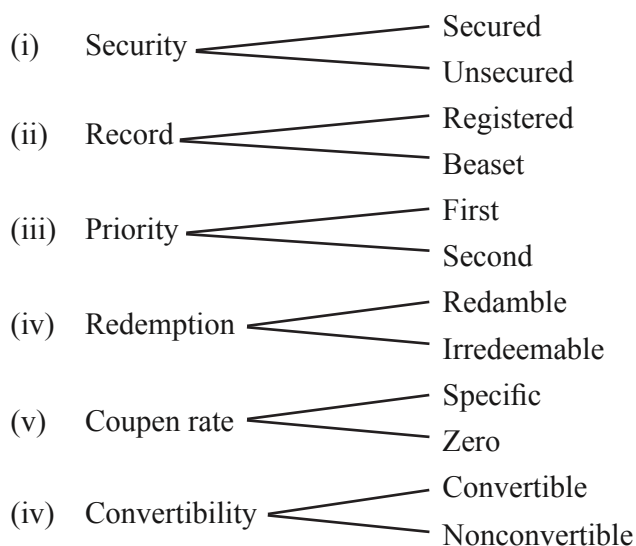 Secured
(i) Security
Unsecured
Registered
(ii) Record
Beaset
First
(iii) Priority
Second
Redamble
(iv) Redemption
Irredeemable
Specific
(v) Coupen rate
Zero
Convertible
(iv) Convertibility
Nonconvertible